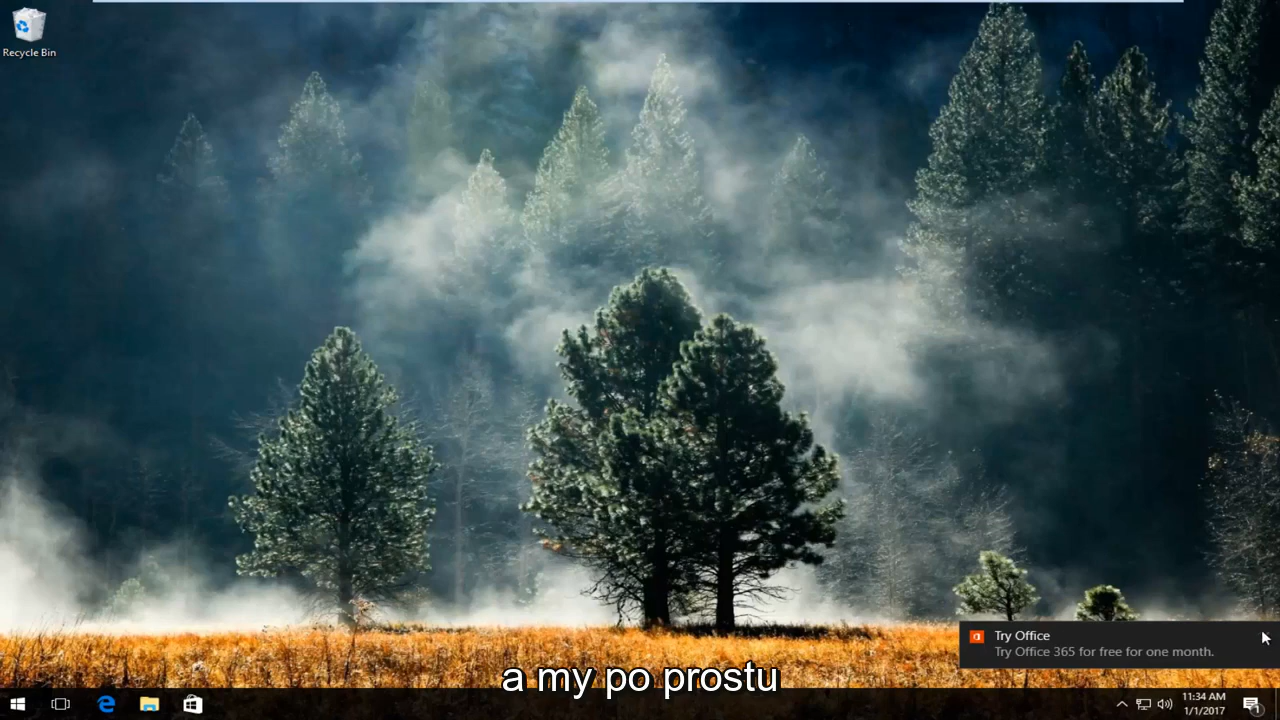 Recycle Bin
Try Office
Try Office 365 for free for one month.
a my po prostu
11:34 AM
1/1/2017
1